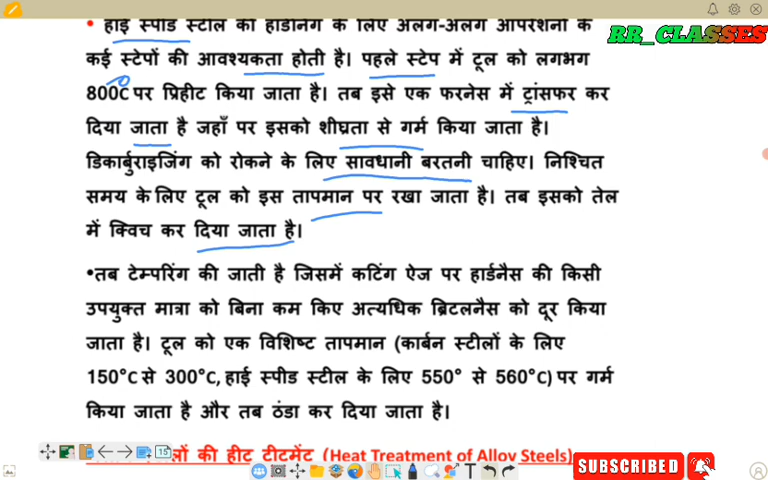 RR_CLASSES
• हाई स्पीड स्टील को हार्डनिंग के लिए अलग-अलग आपरेशनों के
कई स्टेपों की आवश्यकता होती है। पहले स्टेप में टूल को लगभग
800c पर प्रिहीट किया जाता है। तब इसे एक फरनेस में ट्रांसफर कर
दिया जाता है जहाँ पर इसको शीघ्रता से गर्म किया जाता है।
डिकार्बुराइजिंग को रोकने के लिए सावधानी बरतनी चाहिए। निश्चित
समय के लिए टूल को इस तापमान पर रखा जाता है। तब इसको तेल
में क्विच कर दिया जाता है।
•तब टेम्परिंग की जाती है जिसमें कटिंग ऐज पर हार्डनैस की किसी
उपयुक्त मात्रा को बिना कम किए अत्यधिक ब्रिटलनैस को दूर किया
जाता है। टूल को एक विशिष्ट तापमान (कार्बन स्टीलों के लिए
150°C से 300°C, हाई स्पीड स्टील के लिए 550° से 560°C) पर गर्म
किया जाता है और तब ठंडा कर दिया जाता है।
लों की हीट टीटमेंट (Heat Treatment of Alloy Steels)
15
SUBSCRIBED